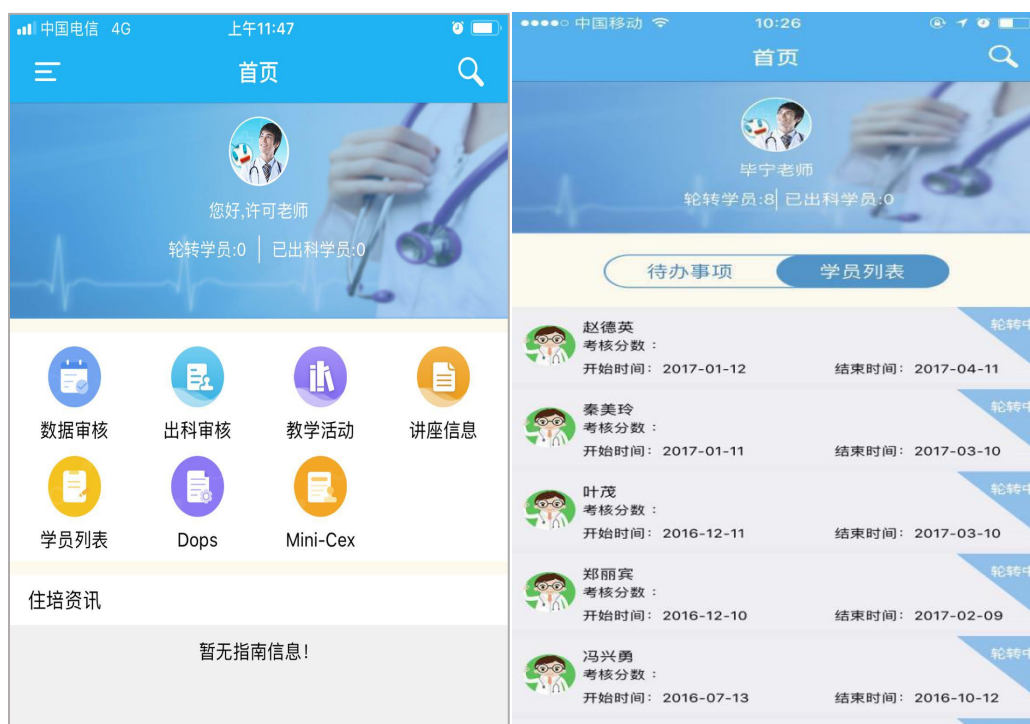 中国电信 4G 上午11:47
首页
您好,许可老师
轮转学员:0 已出科学员:0
数据审核 出科审核 教学活动 讲座信息
学员列表 Dops Mini-Cex
住培资讯
暂无指南信息!
中国移动 10:26
首页
毕宁老师
轮转学员:8 已出科学员:0
待办事项 学员列表
赵德英 轮转中
考核分数：
开始时间：2017-01-12 结束时间：2017-04-11
秦美玲 轮转中
考核分数：
开始时间：2017-01-11 结束时间：2017-03-10
叶茂 轮转中
考核分数：
开始时间：2016-12-11 结束时间：2017-03-10
郑丽宾 轮转中
考核分数：
开始时间：2016-12-10 结束时间：2017-02-09
冯兴勇 轮转中
考核分数：
开始时间：2016-07-13 结束时间：2016-10-12